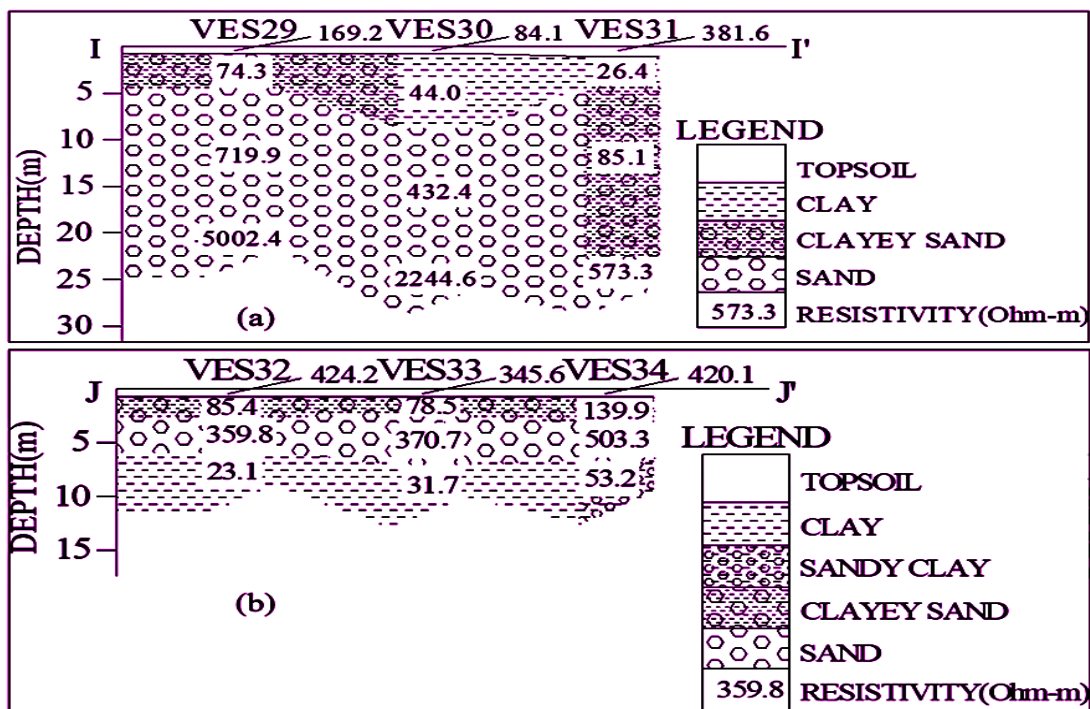 VES29 169.2 VES30 84.1 VES31 381.6
I I'
74.3 26.4
5 44.0
LEGEND
10
TOPSOIL
719.9 85.1
15
432.4 CLAY
20
5002.4 CLAYEY SAND
25 2244.6 573.3 SAND
(a)
30 573.3 RESISTIVITY(Ohm-m)
DEPTH(m)
VES32 424.2 VES33 345.6 VES34 420.1
J J'
85.4 78.5 139.9
5 359.8 370.7 503.3
LEGEND
23.1 31.7 53.2
10 TOPSOIL
CLAY
15
SANDY CLAY
(b) CLAYEY SAND
SAND
359.8 RESISTIVITY(Ohm-m)
DEPTH(m)